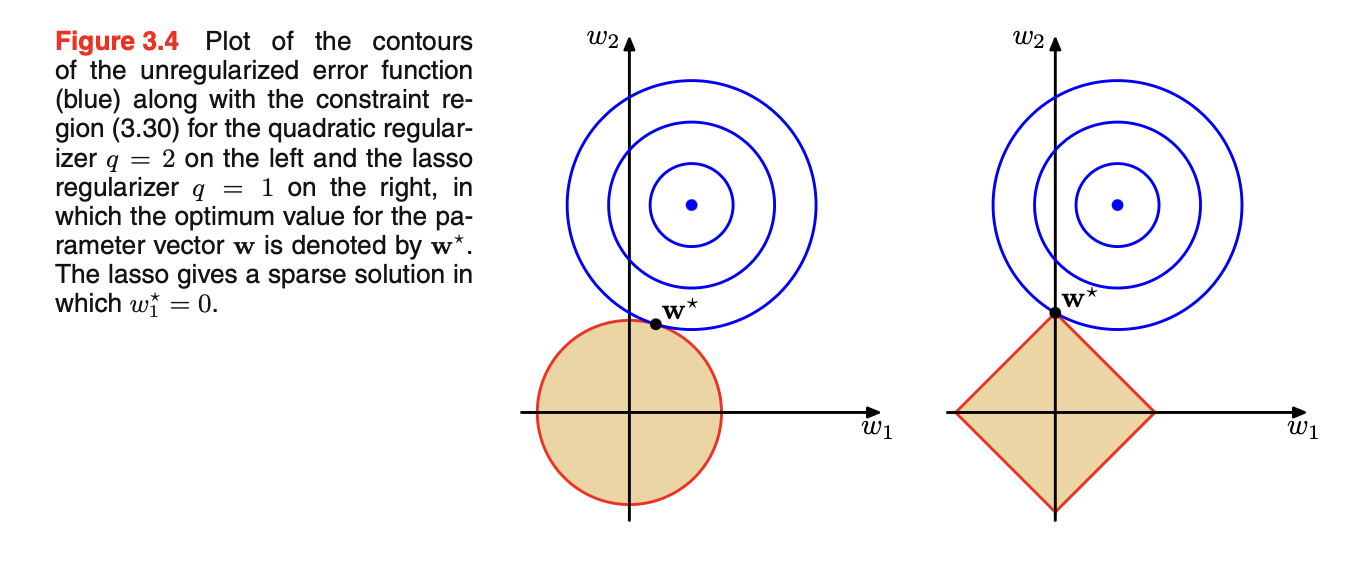 Figure 3.4 Plot of the contours
of the unregularized error function
(blue) along with the constraint re-
gion (3.30) for the quadratic regular-
izer q = 2 on the left and the lasso
regularizer q = 1 on the right, in
which the optimum value for the pa-
rameter vector w is denoted by w⋆.
The lasso gives a sparse solution in
which w₁⋆ = 0.
w₂
w⋆
w₁
w₂
w⋆
w₁